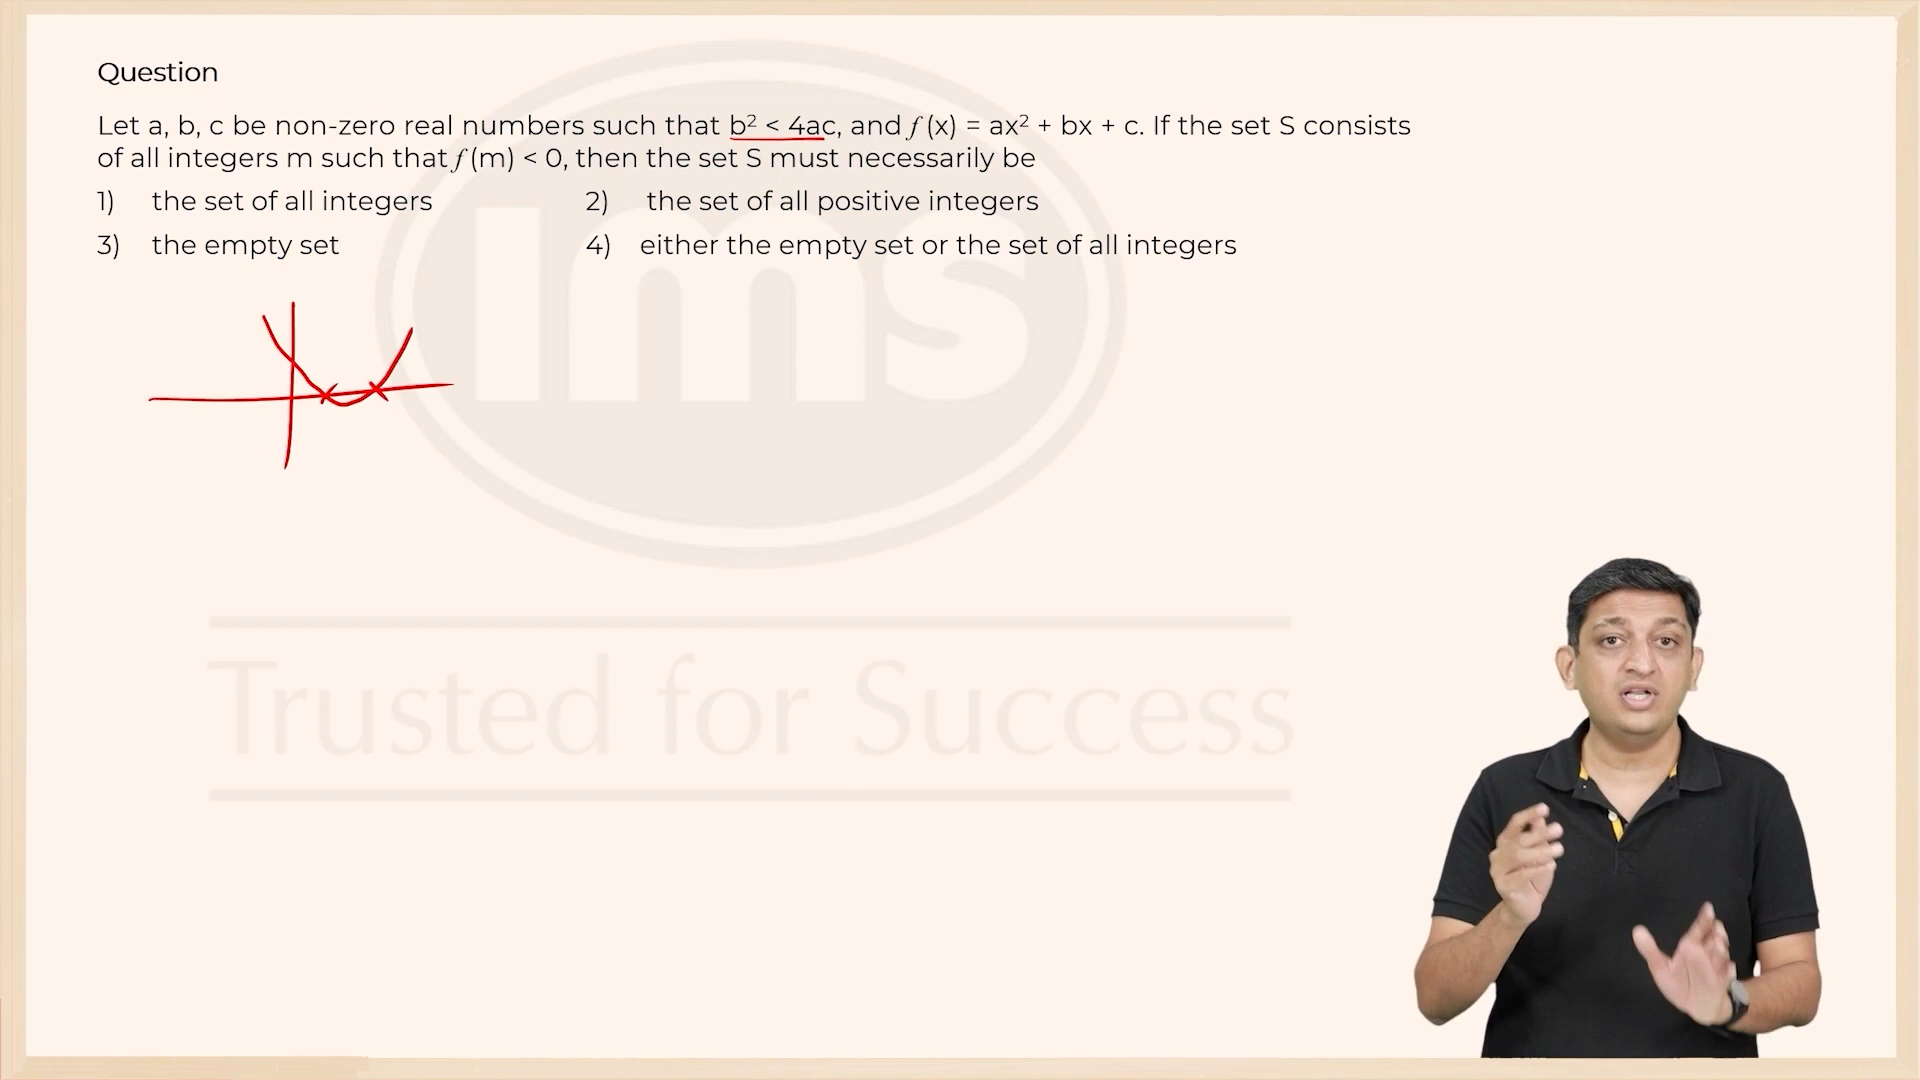 Question
Let a, b, c be non-zero real numbers such that b² < 4ac, and f (x) = ax² + bx + c. If the set S consists
of all integers m such that f (m) < 0, then the set S must necessarily be
1) the set of all integers 2) the set of all positive integers
3) the empty set 4) either the empty set or the set of all integers
ims
Trusted for Success